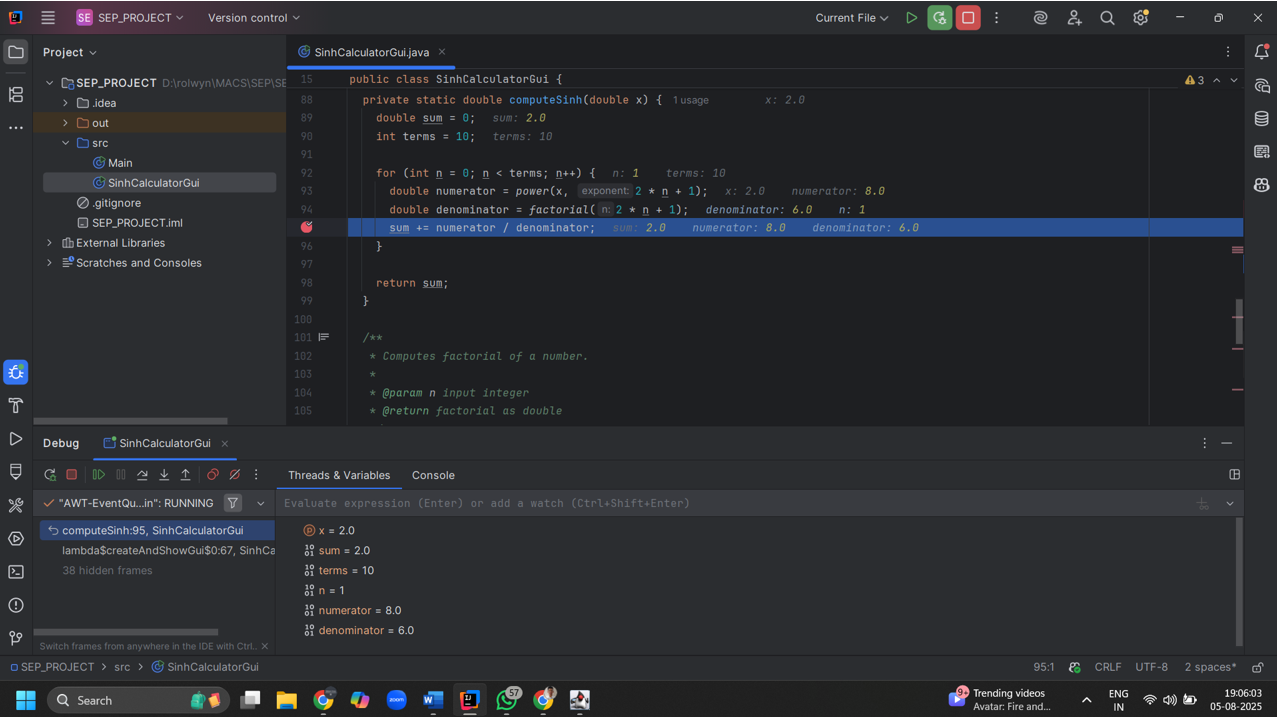 SE SEP_PROJECT Version control Current File
Project
SinhCalculatorGui.java
SEP_PROJECT D:\rolwyn\MACS\SEP\SE
.idea
out
src
Main
SinhCalculatorGui
.gitignore
SEP_PROJECT.iml
External Libraries
Scratches and Consoles
15 public class SinhCalculatorGui {
3
88 private static double computeSinh(double x) { 1 usage x: 2.0
89 double sum = 0; sum: 2.0
90 int terms = 10; terms: 10
91
92 for (int n = 0; n < terms; n++) { n: 1 terms: 10
93 double numerator = power(x, exponent: 2 * n + 1); x: 2.0 numerator: 8.0
94 double denominator = factorial( n: 2 * n + 1); denominator: 6.0 n: 1
sum += numerator / denominator; sum: 2.0 numerator: 8.0 denominator: 6.0
96 }
97
98 return sum;
99 }
100
101 /**
102 * Computes factorial of a number.
103 *
104 * @param n input integer
105 * @return factorial as double
Debug SinhCalculatorGui
Threads & Variables Console
"AWT-EventQu...in": RUNNING
Evaluate expression (Enter) or add a watch (Ctrl+Shift+Enter)
computeSinh:95, SinhCalculatorGui
lambda$createAndShowGui$0:67, SinhCa
38 hidden frames
x = 2.0
sum = 2.0
terms = 10
n = 1
numerator = 8.0
denominator = 6.0
Switch frames from anywhere in the IDE with Ctrl..
SEP_PROJECT > src > SinhCalculatorGui
95:1 CRLF UTF-8 2 spaces*
Search
zoom
57
9+
Trending videos
Avatar: Fire and...
ENG
IN
19:06:03
05-08-2025